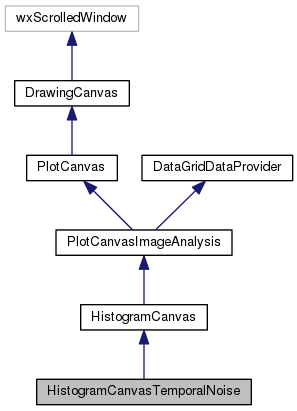 wxScrolledWindow
DrawingCanvas
PlotCanvas
DataGridDataProvider
PlotCanvasImageAnalysis
HistogramCanvas
HistogramCanvasTemporalNoise